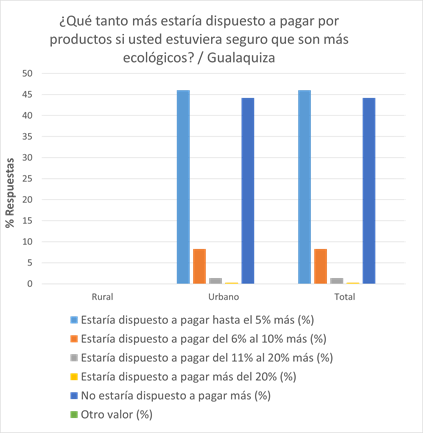 ¿Qué tanto más estaría dispuesto a pagar por
productos si usted estuviera seguro que son más
ecológicos? / Gualaquiza
50
45
40
35
30
25
20
15
10
5
0
% Respuestas
Rural
Urbano
Total
Estaría dispuesto a pagar hasta el 5% más (%)
Estaría dispuesto a pagar del 6% al 10% más (%)
Estaría dispuesto a pagar del 11% al 20% más (%)
Estaría dispuesto a pagar más del 20% (%)
No estaría dispuesto a pagar más (%)
Otro valor (%)